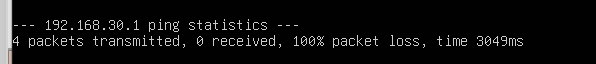 --- 192.168.30.1 ping statistics ---
4 packets transmitted, 0 received, 100% packet loss, time 3049ms